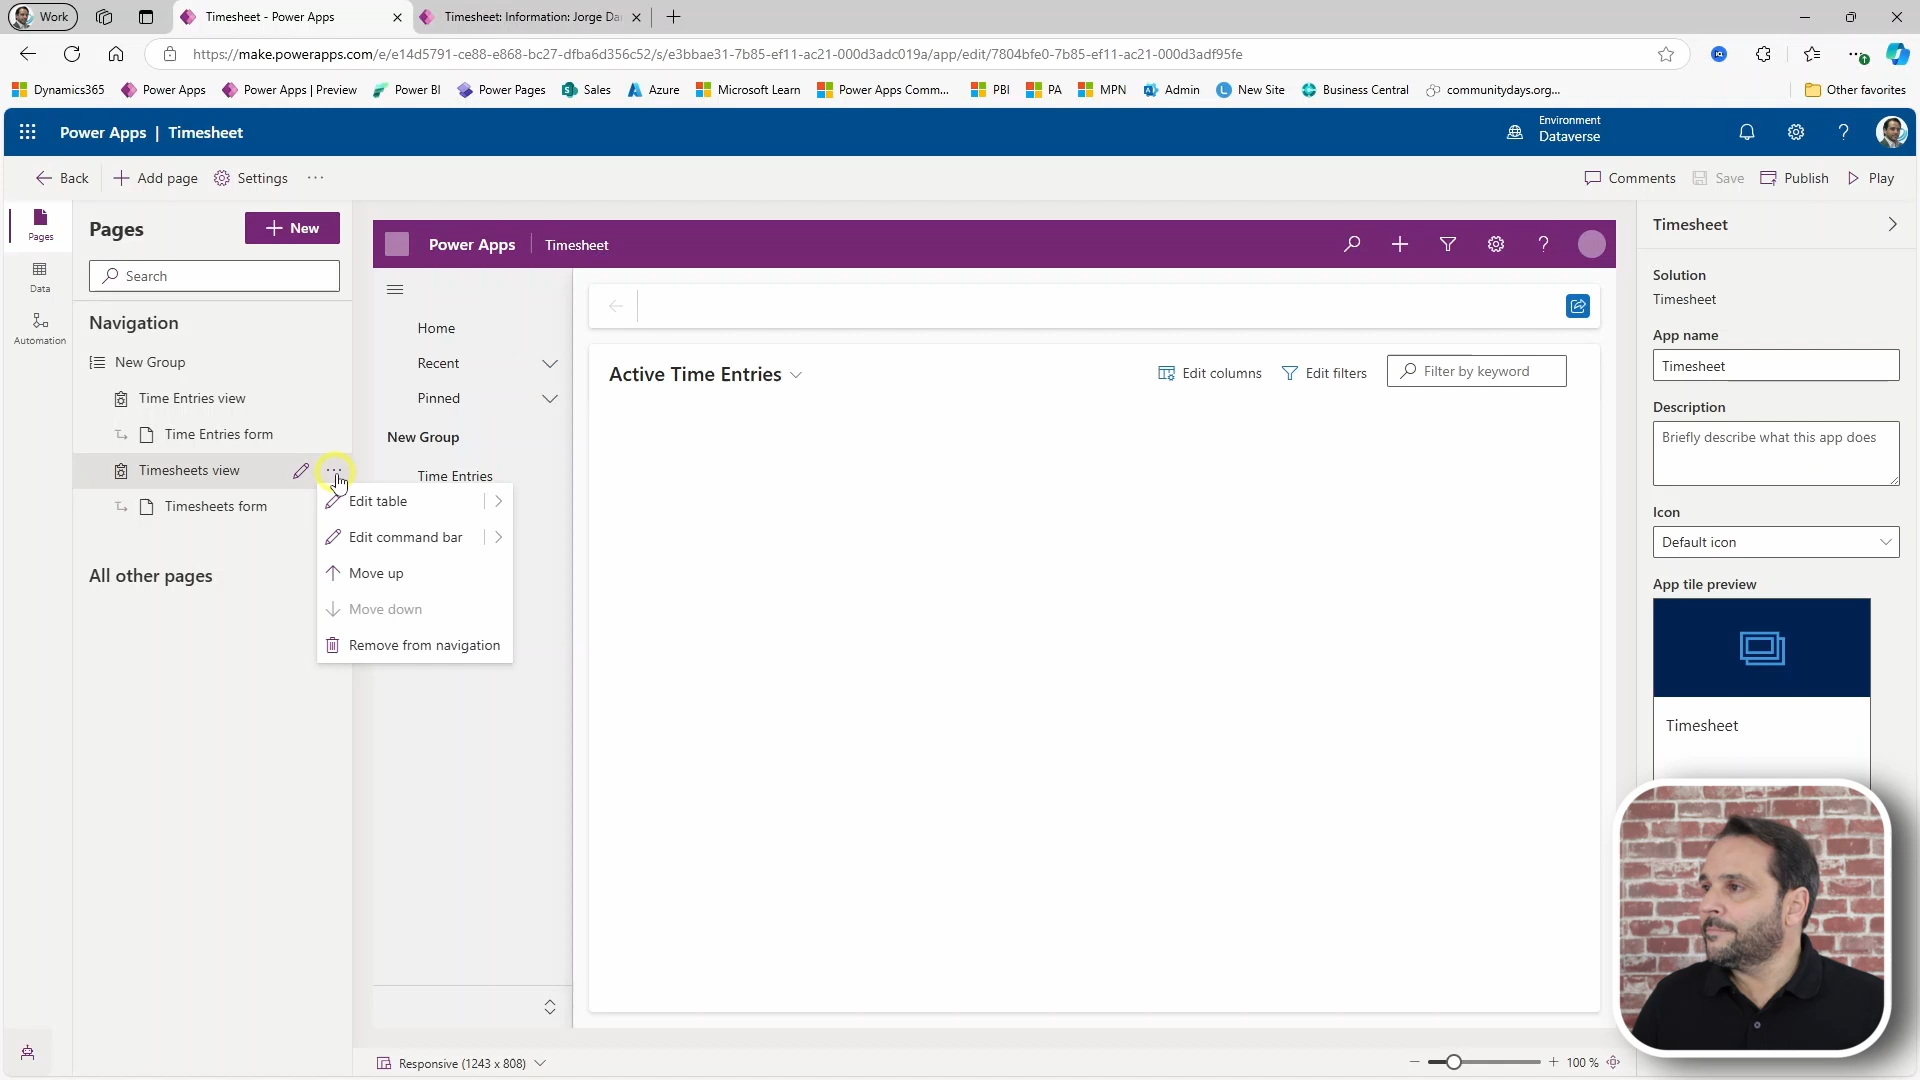 Work
Timesheet - Power Apps
Timesheet: Information: Jorge Da
https://make.powerapps.com/e/e14d5791-ce88-e868-bc27-dfba6d356c52/s/e3bbae31-7b85-ef11-ac21-000d3adc019a/app/edit/7804bfe0-7b85-ef11-ac21-000d3adf95fe
Dynamics365
Power Apps
Power Apps | Preview
Power BI
Power Pages
Sales
Azure
Microsoft Learn
Power Apps Comm...
PBI
PA
MPN
Admin
New Site
Business Central
communitydays.org...
Other favorites
Power Apps | Timesheet
Environment
Dataverse
Back
Add page
Settings
Comments
Save
Publish
Play
Pages
Data
Automation
Pages
New
Search
Navigation
New Group
Time Entries view
Time Entries form
Timesheets view
Timesheets form
All other pages
Edit table
Edit command bar
Move up
Move down
Remove from navigation
Power Apps
Timesheet
Home
Recent
Pinned
New Group
Time Entries
Active Time Entries
Edit columns
Edit filters
Filter by keyword
Responsive (1243 x 808)
100 %
Timesheet
Solution
Timesheet
App name
Timesheet
Description
Briefly describe what this app does
Icon
Default icon
App tile preview
Timesheet